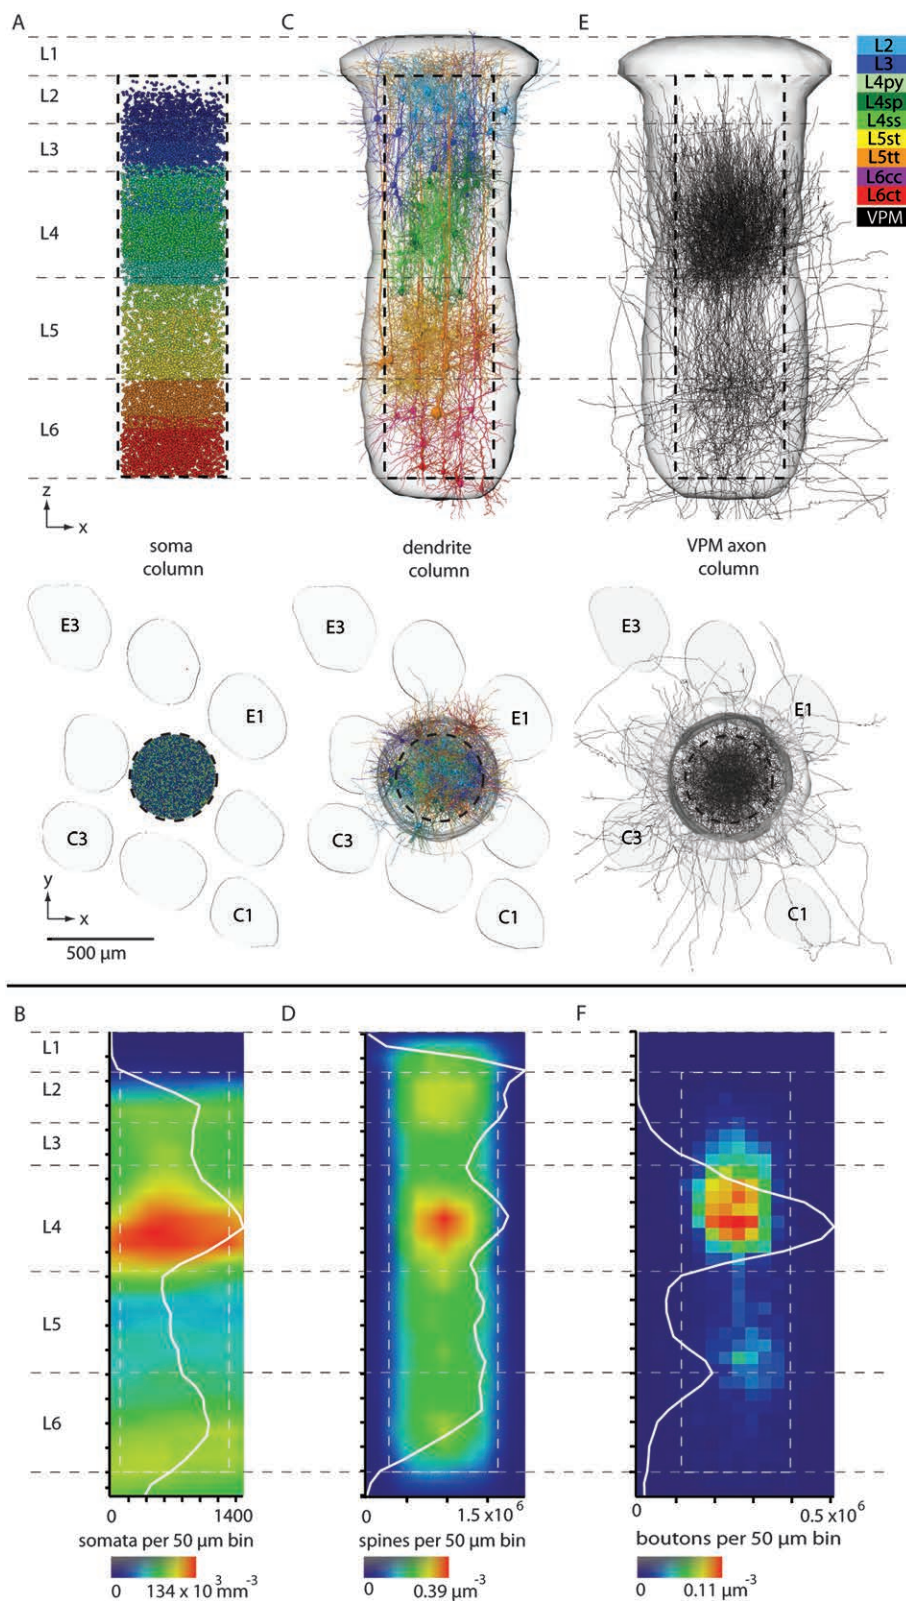 A
C
E
L1
L2
L3
L4
L5
L6
L2
L3
L4py
L4sp
L4ss
L5st
L5tt
L6cc
L6ct
VPM
z
x
soma
column
dendrite
column
VPM axon
column
E3
E1
C3
C1
E3
E1
C3
C1
E3
E1
C3
C1
y
x
500 µm
B
D
F
L1
L2
L3
L4
L5
L6
0 1400
somata per 50 µm bin
0 134 x 10³ mm⁻³
0 1.5 x10⁶
spines per 50 µm bin
0 0.39 µm⁻³
0 0.5 x10⁶
boutons per 50 µm bin
0 0.11 µm⁻³